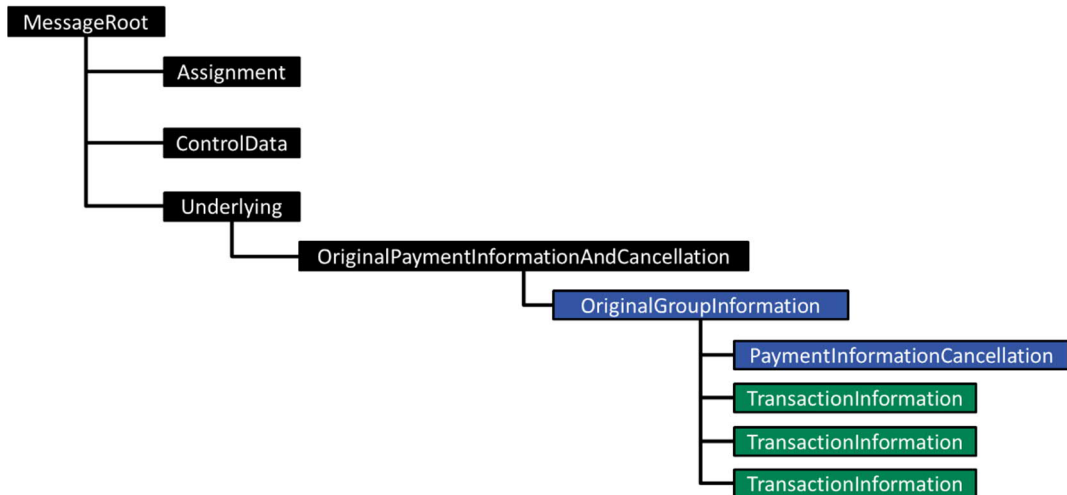 MessageRoot
Assignment
ControlData
Underlying
OriginalPaymentInformationAndCancellation
OriginalGroupInformation
PaymentInformationCancellation
TransactionInformation
TransactionInformation
TransactionInformation